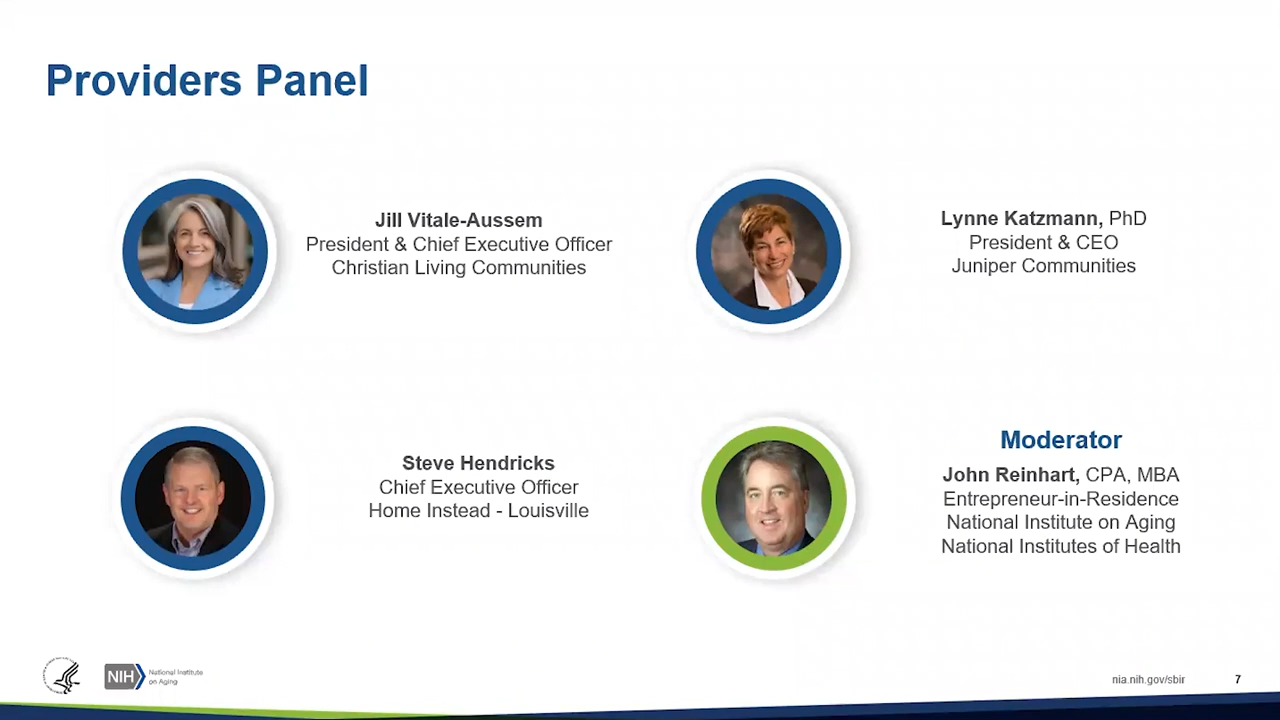 Providers Panel
Jill Vitale-Aussem
President & Chief Executive Officer
Christian Living Communities
Lynne Katzmann, PhD
President & CEO
Juniper Communities
Steve Hendricks
Chief Executive Officer
Home Instead - Louisville
Moderator
John Reinhart, CPA, MBA
Entrepreneur-in-Residence
National Institute on Aging
National Institutes of Health
NIH
National Institute
on Aging
nia.nih.gov/sbir
7